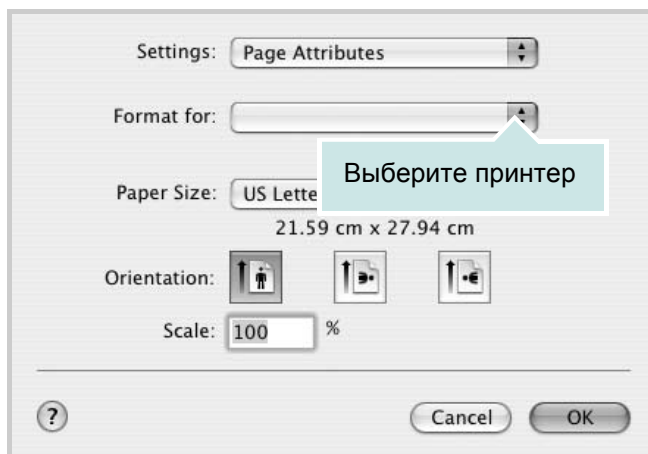 Settings: Page Attributes
Format for:
Выберите принтер
Paper Size: US Lette
21.59 cm x 27.94 cm
Orientation:
Scale: 100 %
? Cancel OK